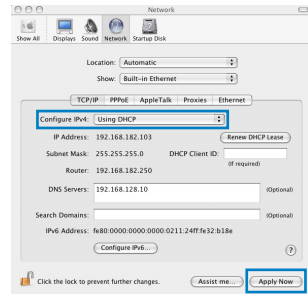 Network
Show All Displays Sound Network Startup Disk
Location: Automatic
Show: Built-in Ethernet
TCP/IP PPPoE AppleTalk Proxies Ethernet
Configure IPv4: Using DHCP
IP Address: 192.168.182.103 Renew DHCP Lease
Subnet Mask: 255.255.255.0 DHCP Client ID:
(If required)
Router: 192.168.182.250
DNS Servers: 192.168.128.10 (Optional)
Search Domains: (Optional)
IPv6 Address: fe80:0000:0000:0000:0211:24ff:fe32:b18e
Configure IPv6... ?
Click the lock to prevent further changes. Assist me... Apply Now